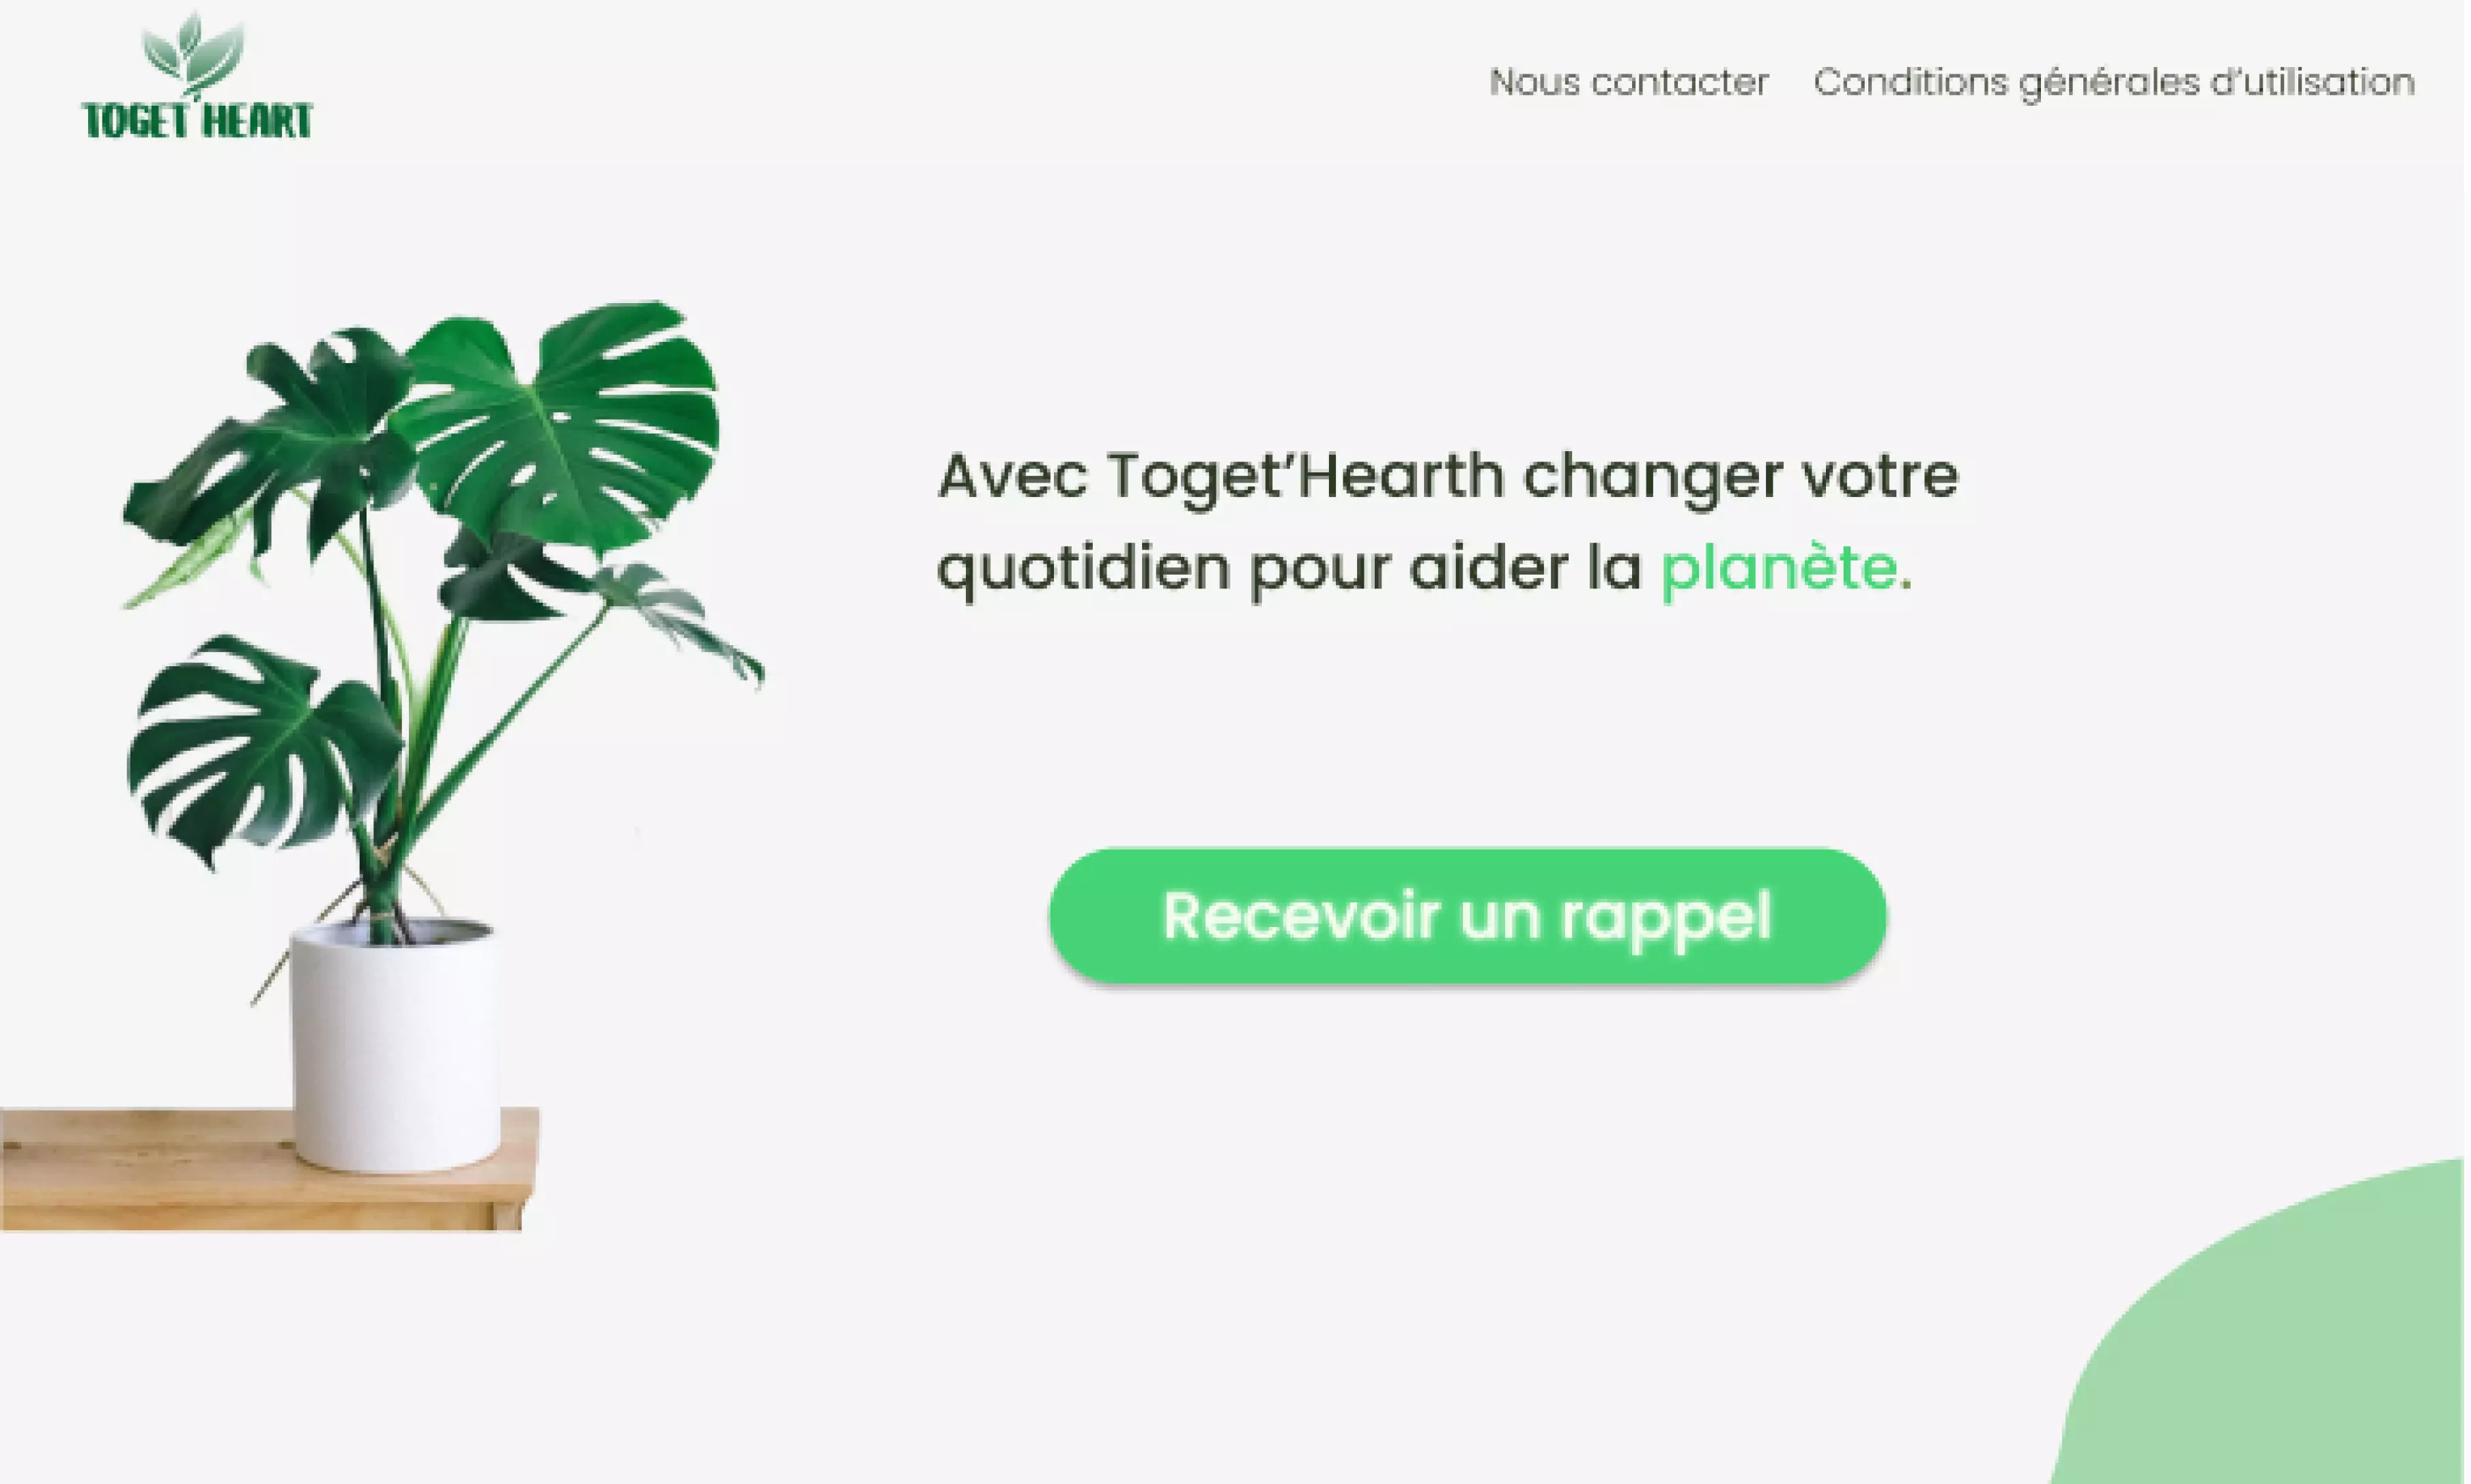 TOGET'HEART
Nous contacter
Conditions générales d'utilisation
Avec Toget'Hearth changer votre
quotidien pour aider la planète.
Recevoir un rappel